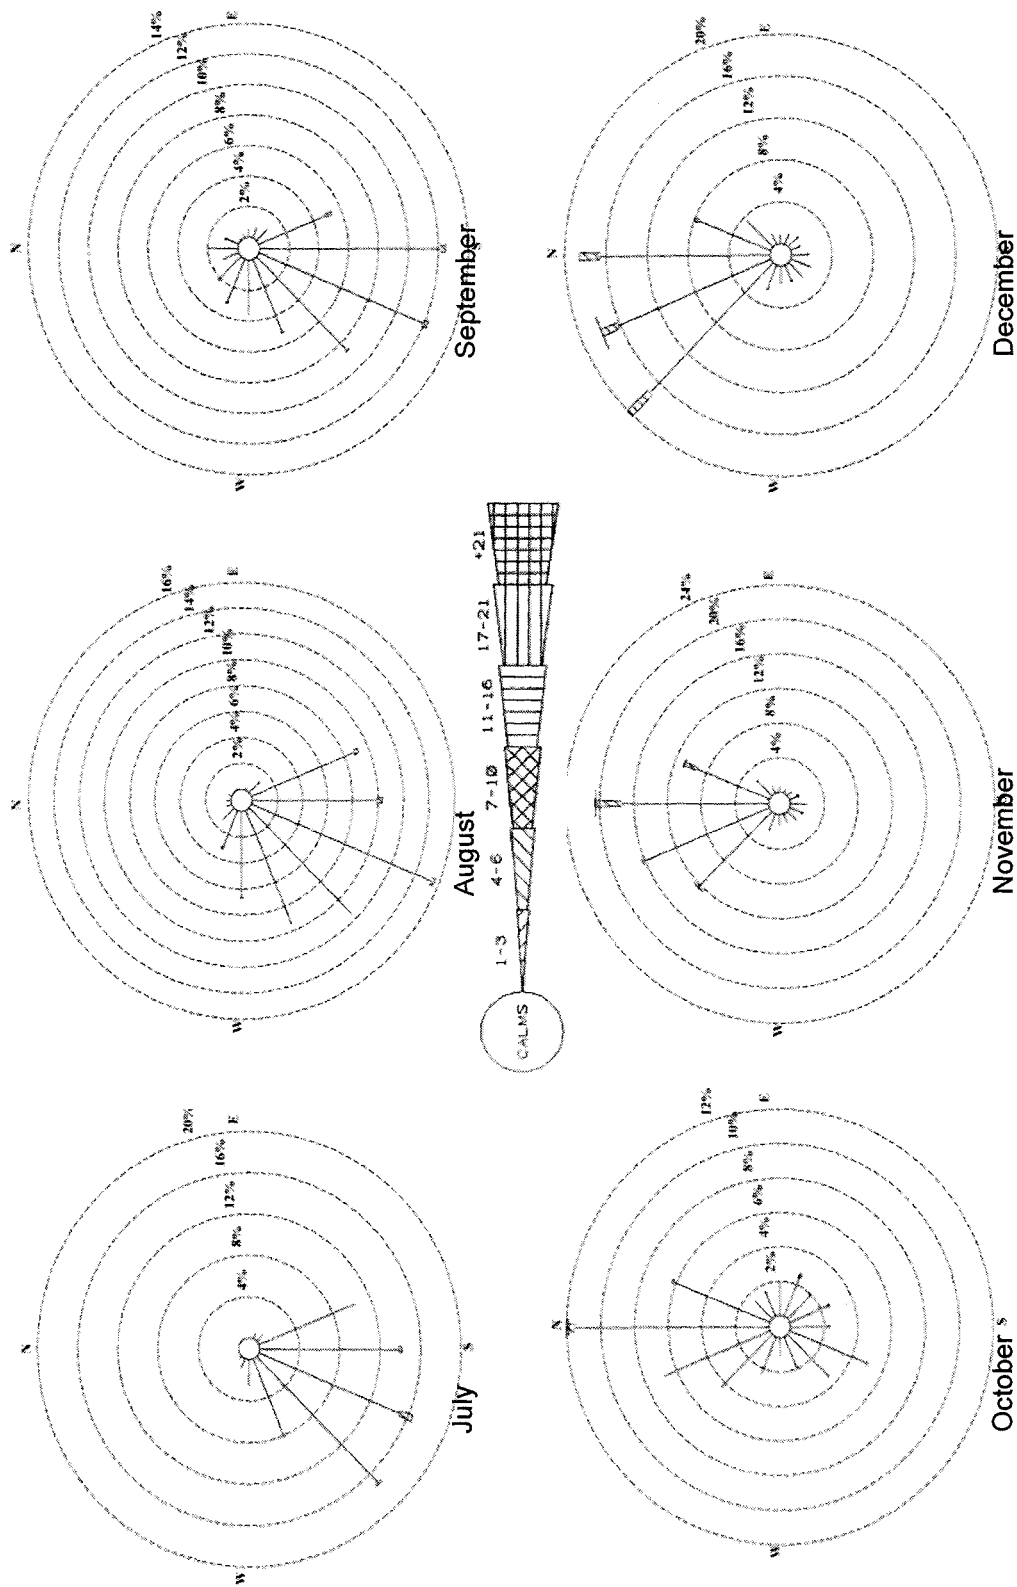 N
20%
16%
12%
8%
4%
W
E
S
July
N
16%
14%
12%
10%
8%
6%
4%
2%
W
E
August
N
14%
12%
10%
8%
6%
4%
2%
W
E
S
September
CALMS
1-3
4-6
7-10
11-16
17-21
+21
N
12%
10%
8%
6%
4%
2%
W
E
S
October
24%
20%
16%
12%
8%
4%
W
E
November
N
20%
16%
12%
8%
4%
W
E
December